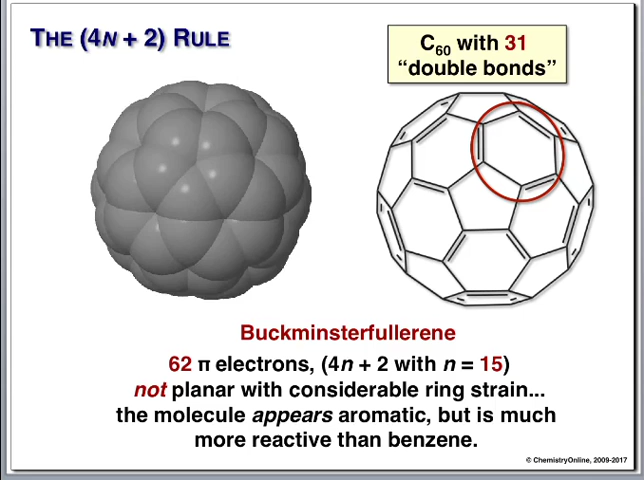 THE (4n + 2) RULE
C₆₀ with 31
“double bonds”
Buckminsterfullerene
62 π electrons, (4n + 2 with n = 15)
not planar with considerable ring strain...
the molecule appears aromatic, but is much
more reactive than benzene.
© ChemistryOnline, 2009-2017